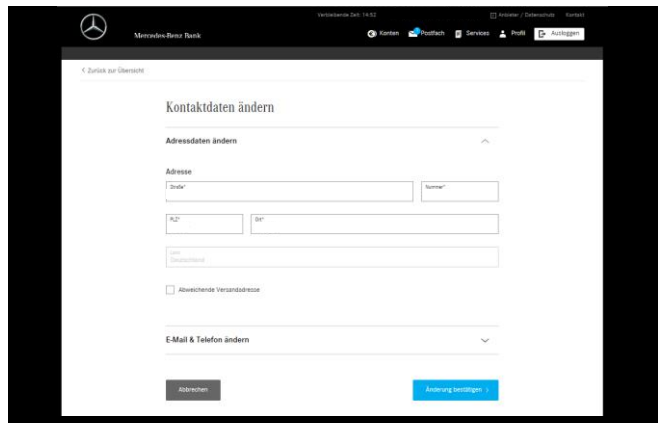 Verbleibende Zeit: 14:52
Anbieter / Datenschutz Kontakt
Mercedes-Benz Bank
Konten Postfach Services Profil Ausloggen
Zurück zur Übersicht
Kontaktdaten ändern
Adressdaten ändern
Adresse
Straße* Nummer*
PLZ* Ort*
Land
Deutschland
Abweichende Versandadresse
E-Mail & Telefon ändern
Abbrechen Änderung bestätigen